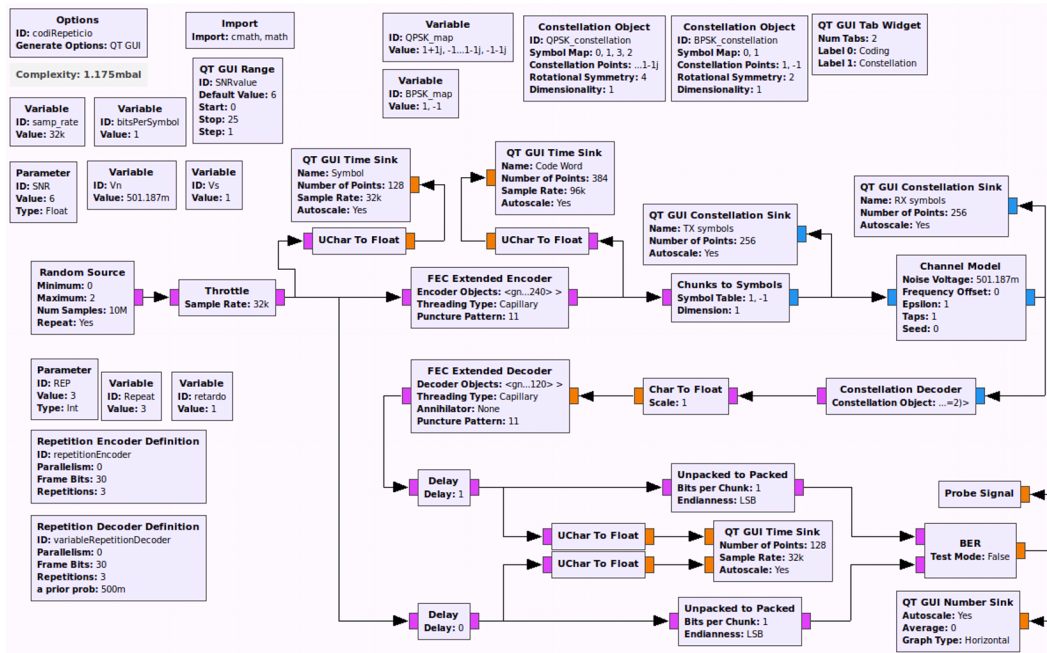 Options
ID: codiRepeticio
Generate Options: QT GUI
Import
Import: cmath, math
Variable
ID: QPSK_map
Value: 1+1j, -1...1-1j, -1-1j
Constellation Object
ID: QPSK_constellation
Symbol Map: 0, 1, 3, 2
Constellation Points: ...1-1j
Rotational Symmetry: 4
Dimensionality: 1
Constellation Object
ID: BPSK_constellation
Symbol Map: 0, 1
Constellation Points: 1, -1
Rotational Symmetry: 2
Dimensionality: 1
QT GUI Tab Widget
Num Tabs: 2
Label 0: Coding
Label 1: Constellation
Complexity: 1.175mbal
QT GUI Range
ID: SNRvalue
Default Value: 6
Start: 0
Stop: 25
Step: 1
Variable
ID: BPSK_map
Value: 1, -1
Variable
ID: samp_rate
Value: 32k
Variable
ID: bitsPerSymbol
Value: 1
Parameter
ID: SNR
Value: 6
Type: Float
Variable
ID: Vn
Value: 501.187m
Variable
ID: Vs
Value: 1
QT GUI Time Sink
Name: Symbol
Number of Points: 128
Sample Rate: 32k
Autoscale: Yes
QT GUI Time Sink
Name: Code Word
Number of Points: 384
Sample Rate: 96k
Autoscale: Yes
QT GUI Constellation Sink
Name: TX symbols
Number of Points: 256
Autoscale: Yes
QT GUI Constellation Sink
Name: RX symbols
Number of Points: 256
Autoscale: Yes
UChar To Float
UChar To Float
Random Source
Minimum: 0
Maximum: 2
Num Samples: 10M
Repeat: Yes
Throttle
Sample Rate: 32k
FEC Extended Encoder
Encoder Objects: <gn...240> >
Threading Type: Capillary
Puncture Pattern: 11
Chunks to Symbols
Symbol Table: 1, -1
Dimension: 1
Channel Model
Noise Voltage: 501.187m
Frequency Offset: 0
Epsilon: 1
Taps: 1
Seed: 0
Parameter
ID: REP
Value: 3
Type: Int
Variable
ID: Repeat
Value: 3
Variable
ID: retardo
Value: 1
FEC Extended Decoder
Decoder Objects: <gn...120> >
Threading Type: Capillary
Annihilator: None
Puncture Pattern: 11
Char To Float
Scale: 1
Constellation Decoder
Constellation Object: ...=2)>
Repetition Encoder Definition
ID: repetitionEncoder
Parallelism: 0
Frame Bits: 30
Repetitions: 3
Delay
Delay: 1
Unpacked to Packed
Bits per Chunk: 1
Endianness: LSB
Probe Signal
Repetition Decoder Definition
ID: variableRepetitionDecoder
Parallelism: 0
Frame Bits: 30
Repetitions: 3
a prior prob: 500m
UChar To Float
UChar To Float
QT GUI Time Sink
Number of Points: 128
Sample Rate: 32k
Autoscale: Yes
BER
Test Mode: False
Delay
Delay: 0
Unpacked to Packed
Bits per Chunk: 1
Endianness: LSB
QT GUI Number Sink
Autoscale: Yes
Average: 0
Graph Type: Horizontal